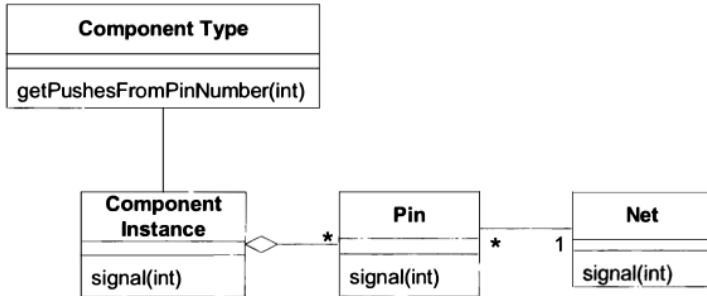 Component Type
getPushesFromPinNumber(int)
Component
Instance
signal(int)
*
Pin
signal(int)
*
1
Net
signal(int)